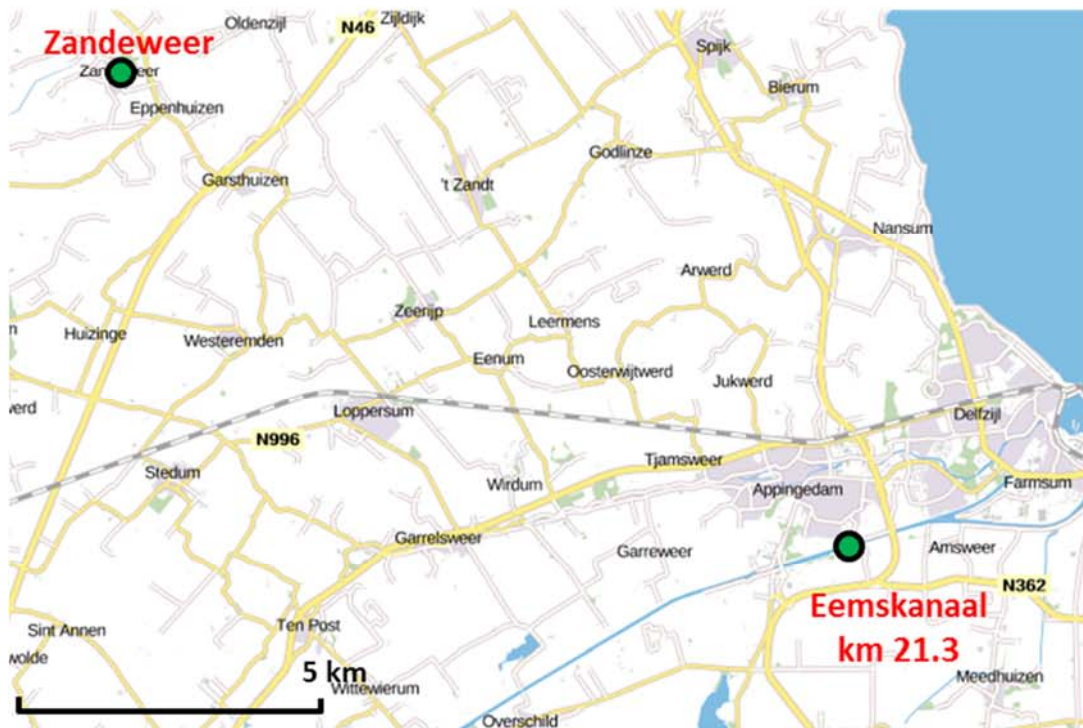 Oldenzijl
Zijldijk
N46
Zandeweer
Spijk
Bierum
Eppenhuizen
Godlinze
Garsthuizen
't Zandt
Nansum
Arwerd
Zeerijp
Leermens
Huizinge
Westeremden
Eenum
Oosterwijtwerd
Jukwerd
werd
Loppersum
Delfzijl
N996
Tjamsweer
Stedum
Wirdum
Appingedam
Farmsum
Garrelsweer
Garreweer
Amsweer
N362
Eemskanaal
km 21.3
Sint Annen
Ten Post
wolde
5 km
Wittewierum
Meedhuizen
Overschild